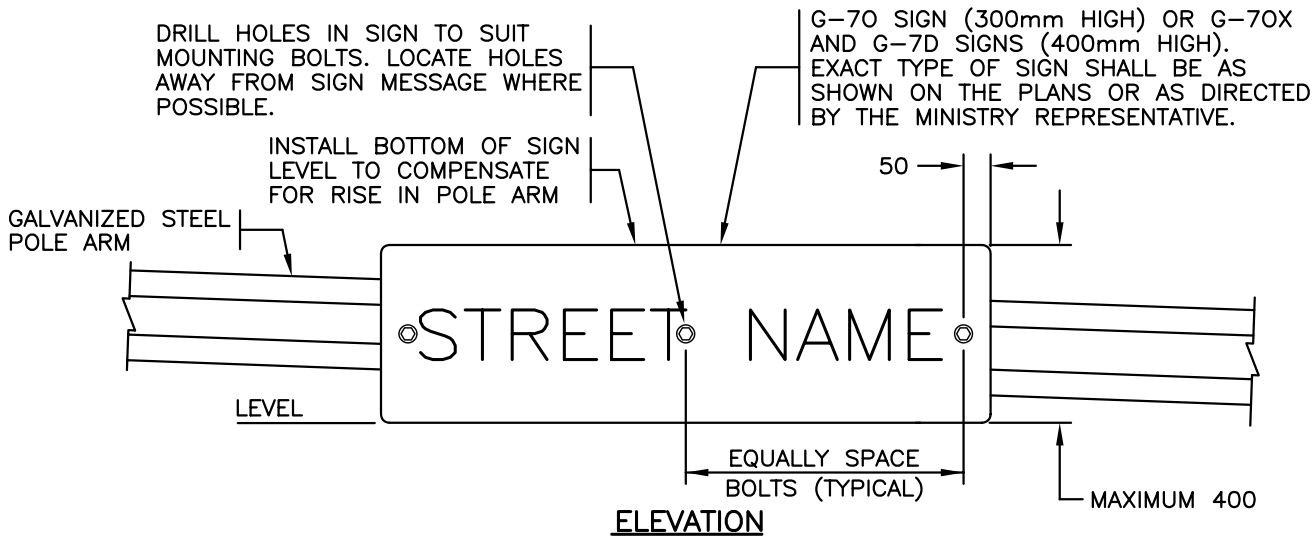 DRILL HOLES IN SIGN TO SUIT
MOUNTING BOLTS. LOCATE HOLES
AWAY FROM SIGN MESSAGE WHERE
POSSIBLE.
G-7O SIGN (300mm HIGH) OR G-7OX
AND G-7D SIGNS (400mm HIGH).
EXACT TYPE OF SIGN SHALL BE AS
SHOWN ON THE PLANS OR AS DIRECTED
BY THE MINISTRY REPRESENTATIVE.
INSTALL BOTTOM OF SIGN
LEVEL TO COMPENSATE
FOR RISE IN POLE ARM
50
GALVANIZED STEEL
POLE ARM
STREET NAME
LEVEL
EQUALLY SPACE
BOLTS (TYPICAL)
MAXIMUM 400
ELEVATION